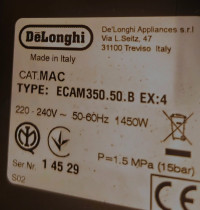 DeLonghi
Made in Italy
De'Longhi Appliances s.r.l
Via L.Seitz, 47
31100 Treviso Italy
CAT.MAC
TYPE: ECAM350.50.B EX:4
220-240V~ 50-60Hz 1450W
P=1.5 MPa (15bar)
Ser.Nr. 1 45 29
S02